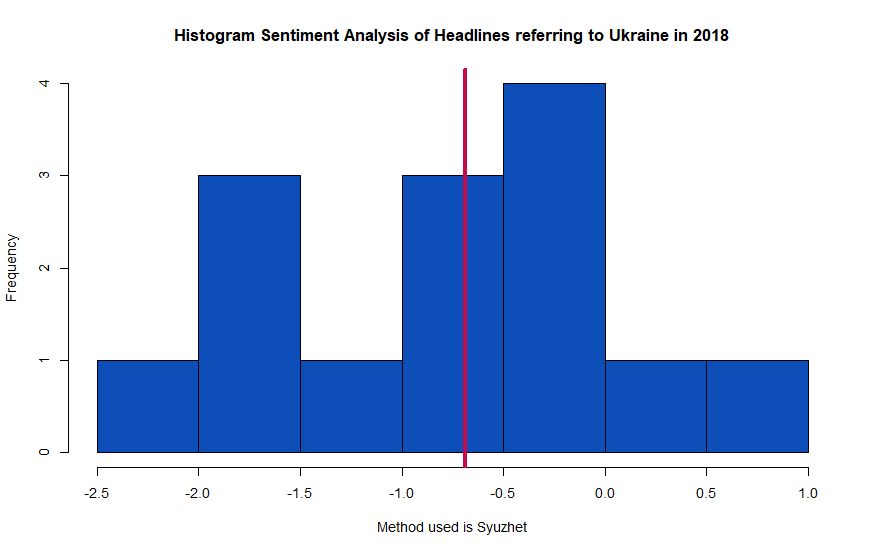 Histogram Sentiment Analysis of Headlines referring to Ukraine in 2018
4
3
2
1
0
Frequency
-2.5 -2.0 -1.5 -1.0 -0.5 0.0 0.5 1.0
Method used is Syuzhet